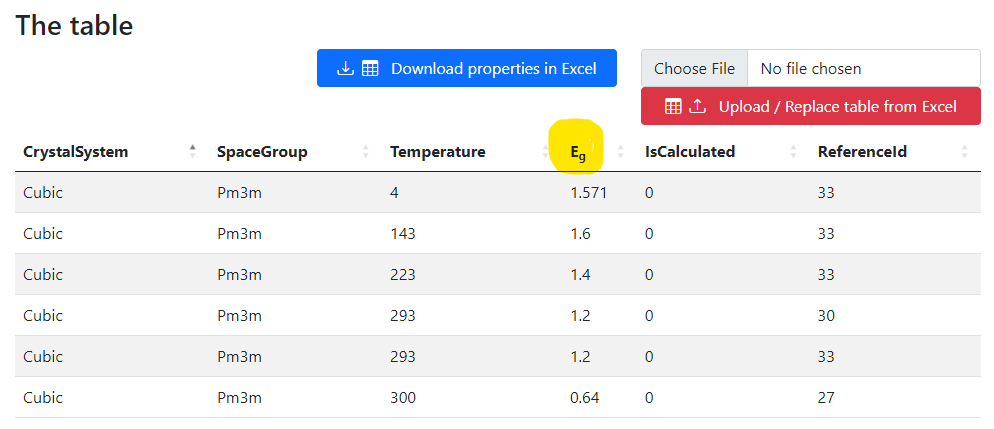 The table
Download properties in Excel
Choose File No file chosen
Upload / Replace table from Excel
CrystalSystem SpaceGroup Temperature Eg IsCalculated ReferenceId
Cubic Pm3m 4 1.571 0 33
Cubic Pm3m 143 1.6 0 33
Cubic Pm3m 223 1.4 0 33
Cubic Pm3m 293 1.2 0 30
Cubic Pm3m 293 1.2 0 33
Cubic Pm3m 300 0.64 0 27